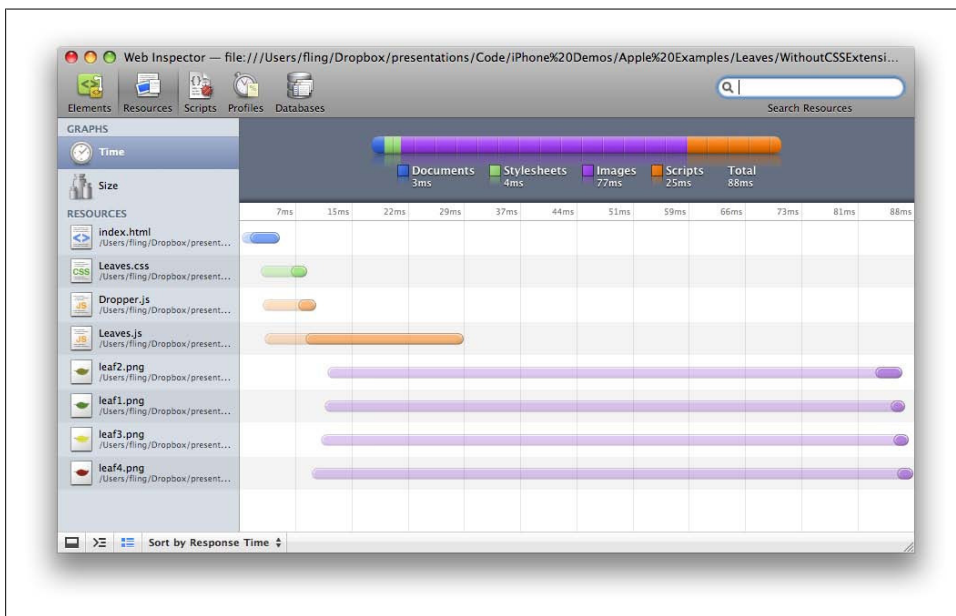 Web Inspector — file:///Users/fling/Dropbox/presentations/Code/iPhone%20Demos/Apple%20Examples/Leaves/WithoutCSSExtensi...
Elements Resources Scripts Profiles Databases
Search Resources
GRAPHS
Time
Size
Documents 3ms
Stylesheets 4ms
Images 77ms
Scripts 25ms
Total 88ms
RESOURCES
7ms 15ms 22ms 29ms 37ms 44ms 51ms 59ms 66ms 73ms 81ms 88ms
index.html
/Users/fling/Dropbox/present...
CSS
Leaves.css
/Users/fling/Dropbox/present...
JS
Dropper.js
/Users/fling/Dropbox/present...
JS
Leaves.js
/Users/fling/Dropbox/present...
leaf2.png
/Users/fling/Dropbox/present...
leaf1.png
/Users/fling/Dropbox/present...
leaf3.png
/Users/fling/Dropbox/present...
leaf4.png
/Users/fling/Dropbox/present...
Sort by Response Time